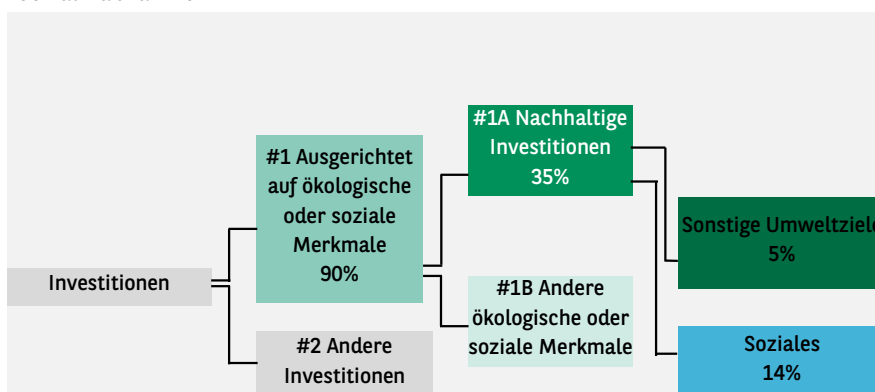 Investitionen
#1 Ausgerichtet
auf ökologische
oder soziale
Merkmale
90%
#2 Andere
Investitionen
#1A Nachhaltige
Investitionen
35%
#1B Andere
ökologische oder
soziale Merkmale
Sonstige Umweltziele
5%
Soziales
14%